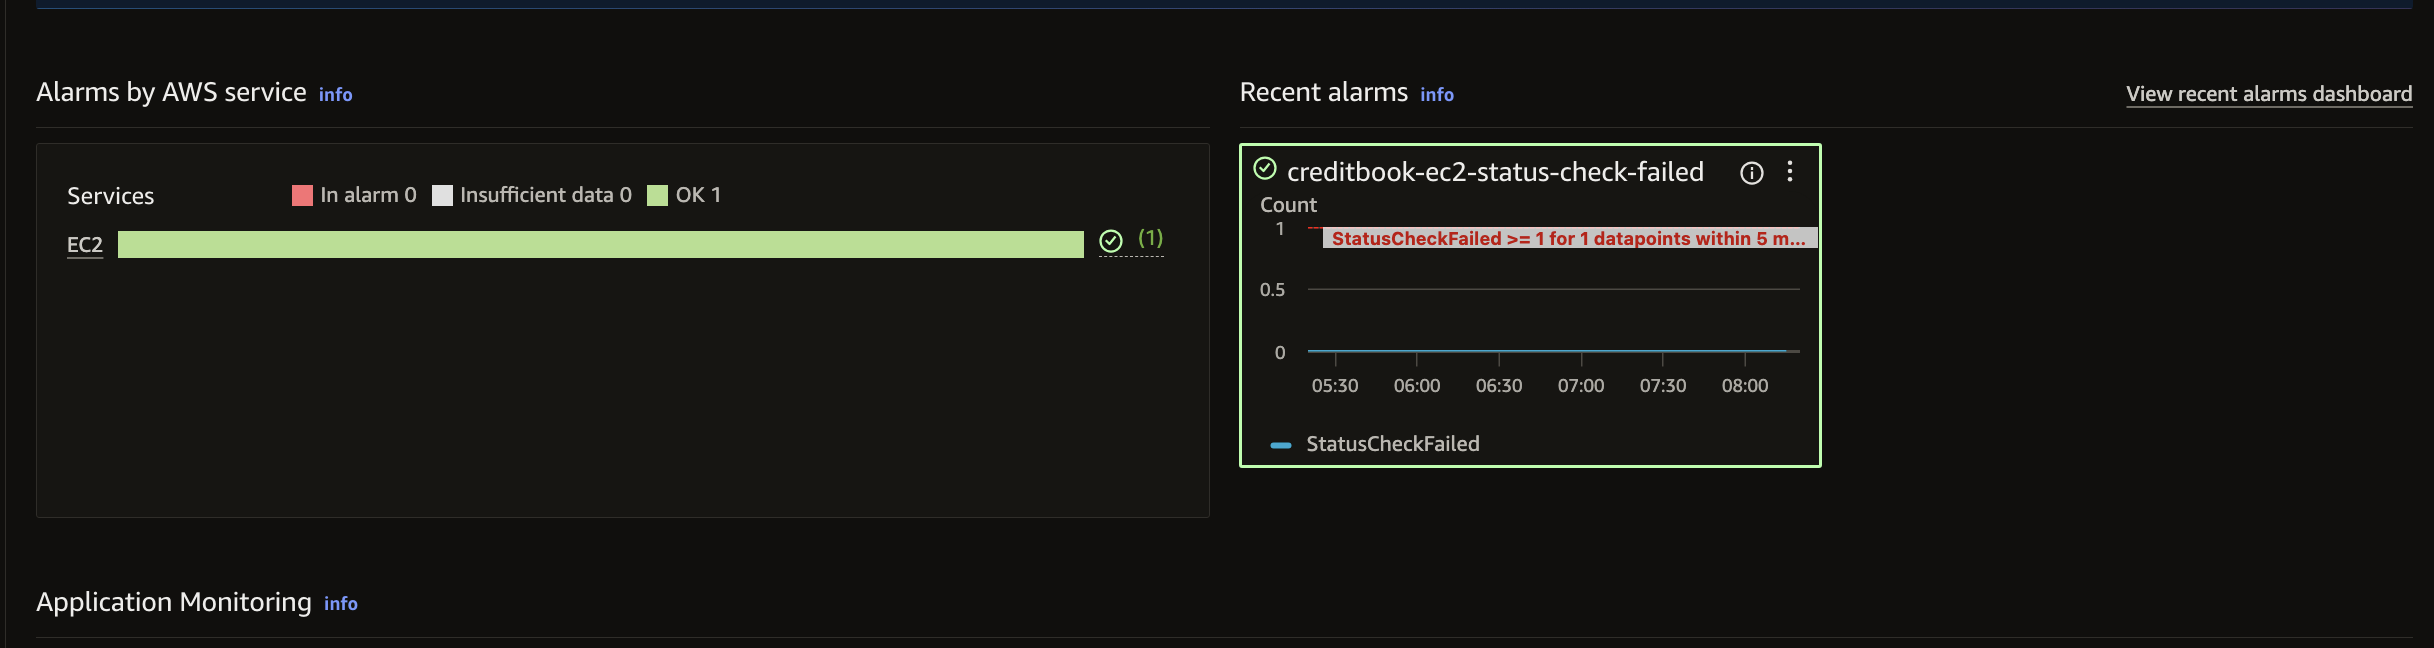 Alarms by AWS service info
Services
In alarm 0 Insufficient data 0 OK 1
EC2 (1)
Recent alarms info
View recent alarms dashboard
creditbook-ec2-status-check-failed
Count
1
StatusCheckFailed >= 1 for 1 datapoints within 5 m...
0.5
0
05:30 06:00 06:30 07:00 07:30 08:00
StatusCheckFailed
Application Monitoring info